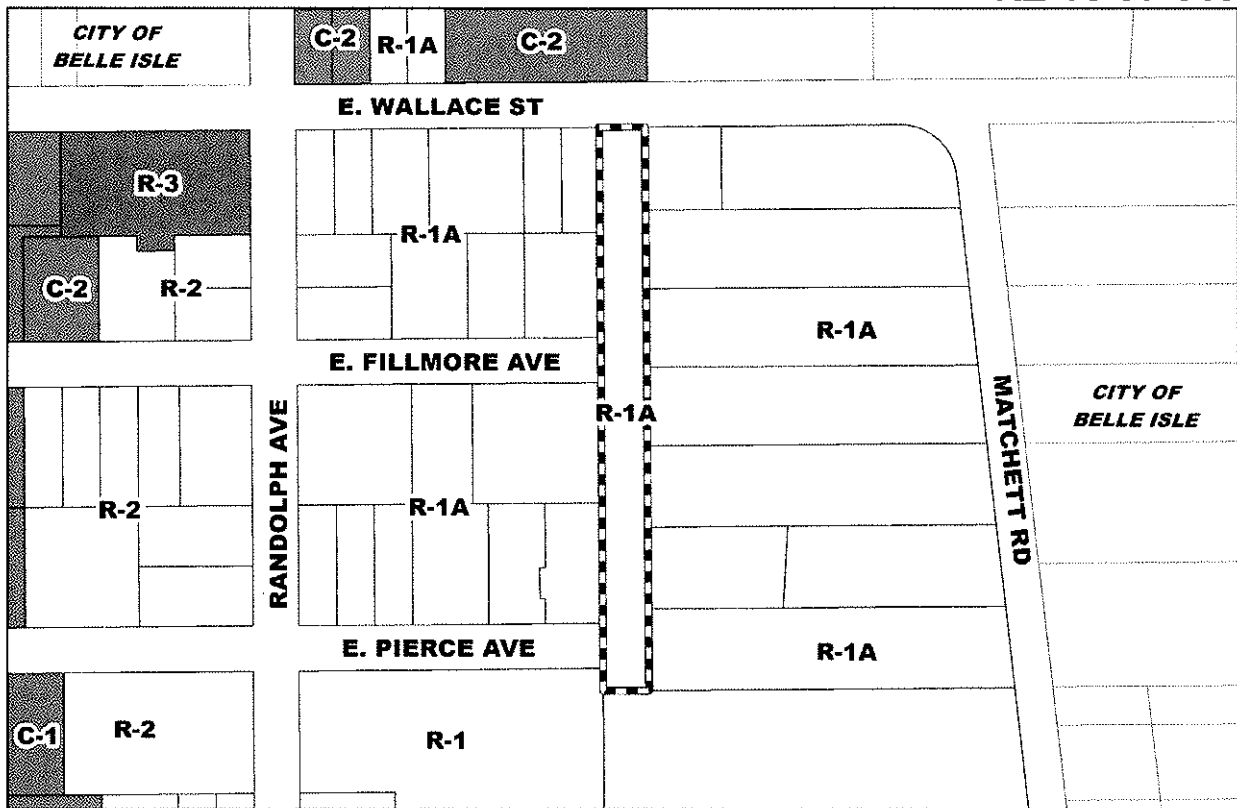 CITY OF
BELLE ISLE
C-2
R-1A
C-2
E. WALLACE ST
R-3
R-1A
C-2
R-2
R-1A
E. FILLMORE AVE
R-1A
CITY OF
BELLE ISLE
RANDOLPH AVE
MATCHETT RD
R-2
R-1A
E. PIERCE AVE
R-1A
C-1
R-2
R-1